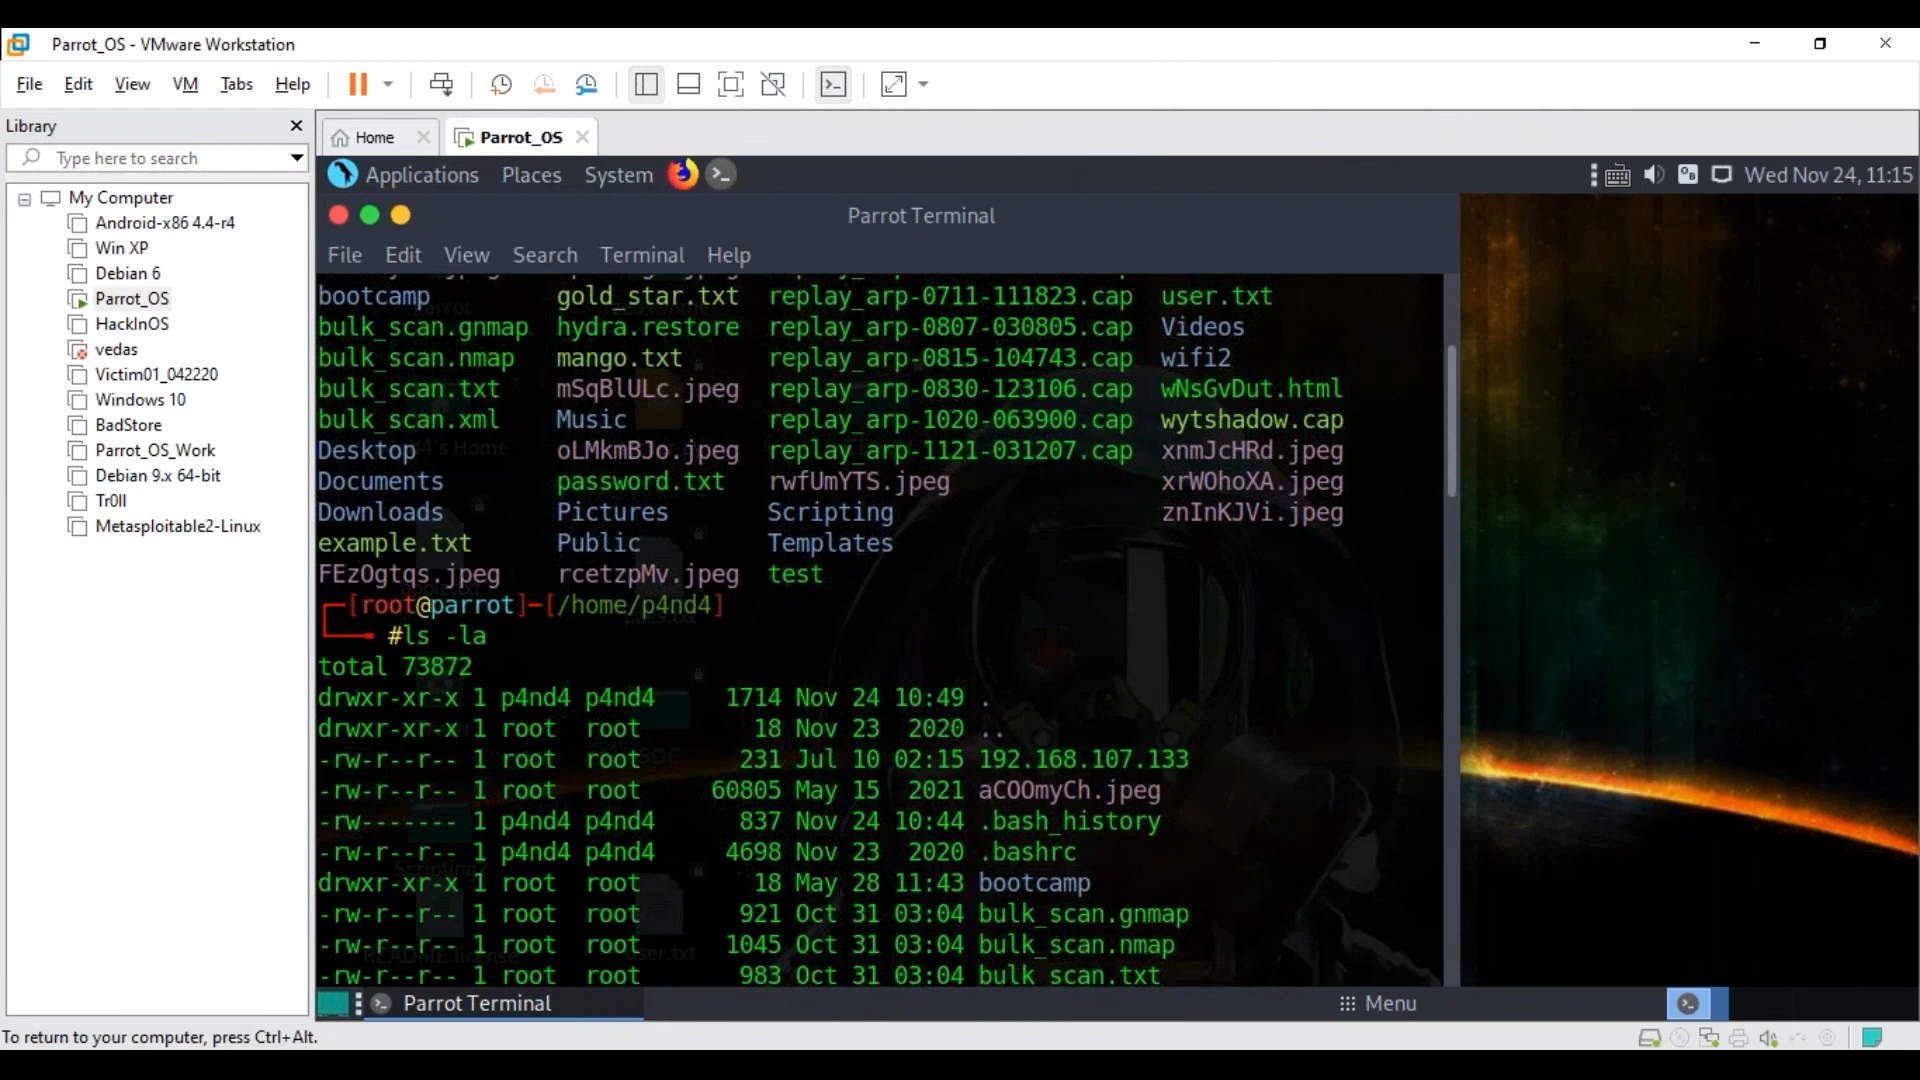 Parrot_OS - VMware Workstation
File Edit View VM Tabs Help
Library
Type here to search
My Computer
Android-x86 4.4-r4
Win XP
Debian 6
Parrot_OS
HackInOS
vedas
Victim01_042220
Windows 10
BadStore
Parrot_OS_Work
Debian 9.x 64-bit
Tr0ll
Metasploitable2-Linux
Home Parrot_OS
Applications Places System Wed Nov 24, 11:15
Parrot Terminal
File Edit View Search Terminal Help
bootcamp gold_star.txt replay_arp-0711-111823.cap user.txt
bulk_scan.gnmap hydra.restore replay_arp-0807-030805.cap Videos
bulk_scan.nmap mango.txt replay_arp-0815-104743.cap wifi2
bulk_scan.txt mSqBlULc.jpeg replay_arp-0830-123106.cap wNsGvDut.html
bulk_scan.xml Music replay_arp-1020-063900.cap wytshadow.cap
Desktop oLMkmBJo.jpeg replay_arp-1121-031207.cap xnmJcHRd.jpeg
Documents password.txt rwfUmYTS.jpeg xrWOhoXA.jpeg
Downloads Pictures Scripting znInKJVi.jpeg
example.txt Public Templates
FEzOgtqs.jpeg rcetzpMv.jpeg test
[root@parrot]-[/home/p4nd4]
#ls -la
total 73872
drwxr-xr-x 1 p4nd4 p4nd4 1714 Nov 24 10:49 .
drwxr-xr-x 1 root root 18 Nov 23 2020 ..
-rw-r--r-- 1 root root 231 Jul 10 02:15 192.168.107.133
-rw-r--r-- 1 root root 60805 May 15 2021 aCOOmyCh.jpeg
-rw------- 1 p4nd4 p4nd4 837 Nov 24 10:44 .bash_history
-rw-r--r-- 1 p4nd4 p4nd4 4698 Nov 23 2020 .bashrc
drwxr-xr-x 1 root root 18 May 28 11:43 bootcamp
-rw-r--r-- 1 root root 921 Oct 31 03:04 bulk_scan.gnmap
-rw-r--r-- 1 root root 1045 Oct 31 03:04 bulk_scan.nmap
-rw-r--r-- 1 root root 983 Oct 31 03:04 bulk_scan.txt
Parrot Terminal Menu
To return to your computer, press Ctrl+Alt.